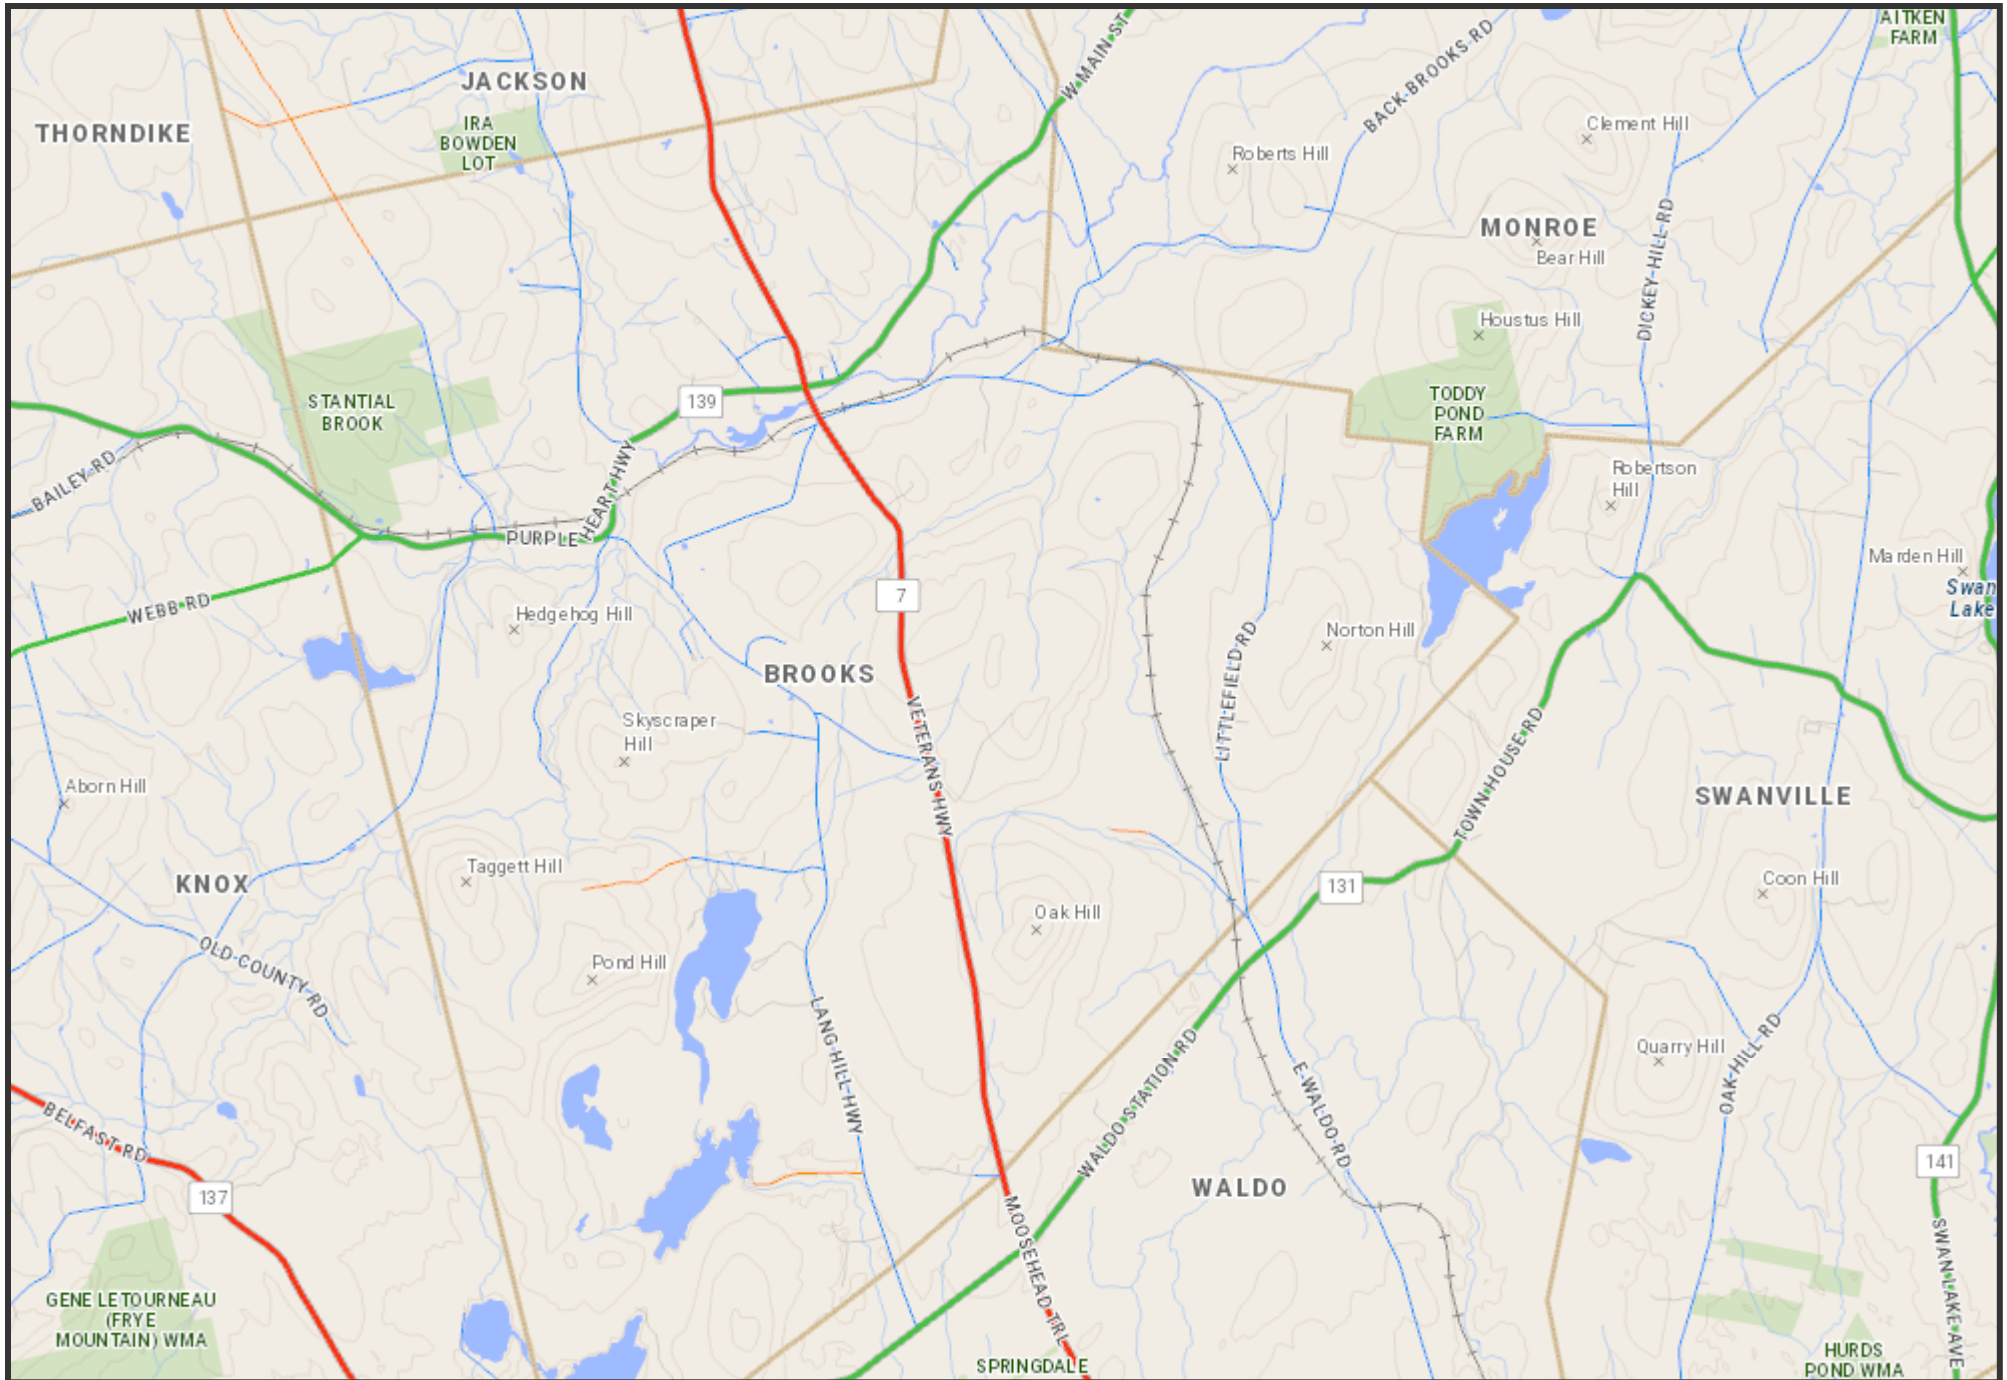 AITKEN
FARM
W MAIN ST
BACK BROOKS RD
JACKSON
THORNDIKE
IRA
BOWDEN
LOT
Clement Hill
Roberts Hill
MONROE
Bear Hill
DICKEY HILL RD
Houstus Hill
STANTIAL
BROOK
139
TODDY
POND
FARM
BAILEY RD
Robertson
Hill
PURPLE HEART HWY
Marden Hill
Swan
Lake
WEBB RD
7
Hedgehog Hill
Norton Hill
LITTLEFIELD RD
BROOKS
Skyscraper
Hill
VETERANS HWY
TOWN HOUSE RD
Aborn Hill
SWANVILLE
Taggett Hill
KNOX
131
Coon Hill
Oak Hill
OLD COUNTY RD
Pond Hill
LANG HILL HWY
WALDO STATION RD
E WALDO RD
Quarry Hill
OAK HILL RD
BELFAST RD
141
137
WALDO
MOOSEHEAD TRL
SWAN LAKE AVE
GENE LETOURNEAU
(FRYE
MOUNTAIN) WMA
SPRINGDALE
HURDS
POND WMA